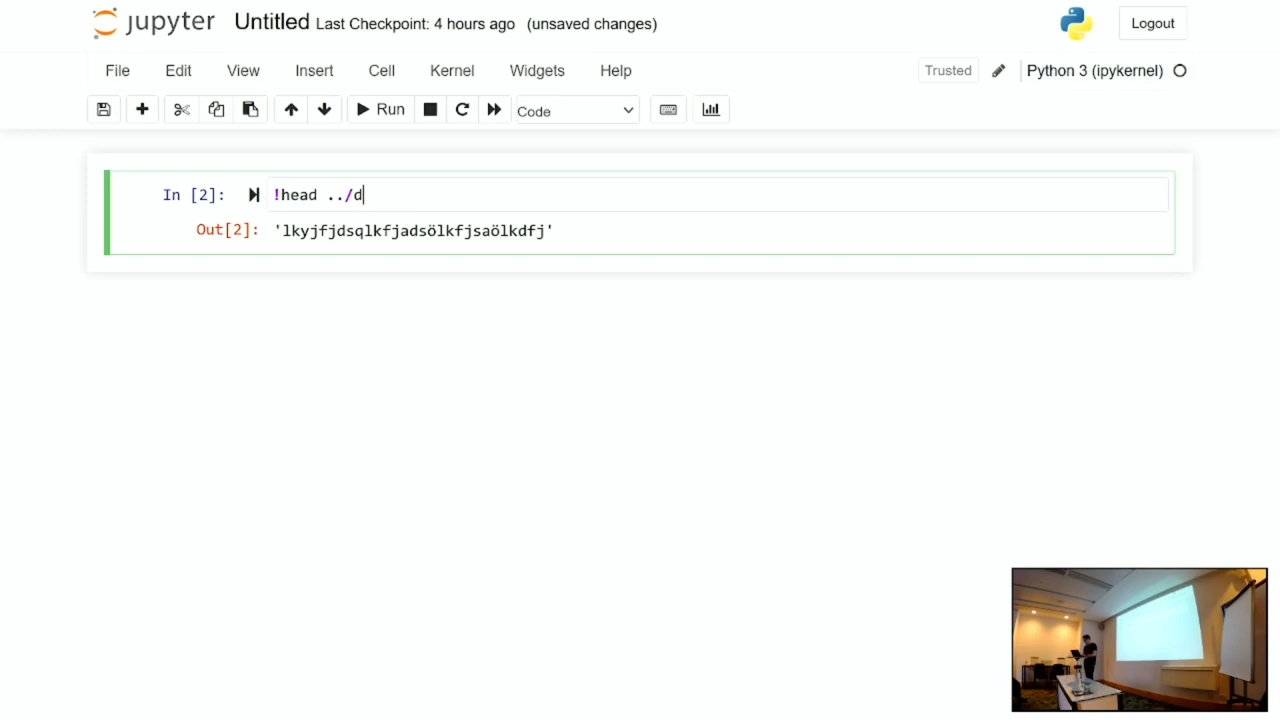 jupyter Untitled Last Checkpoint: 4 hours ago (unsaved changes) Logout
File Edit View Insert Cell Kernel Widgets Help Trusted Python 3 (ipykernel)
Run Code
In [2]: !head ../d
Out[2]: 'lkyjfjdsqlkfjadsölkfjsaölkdfj'